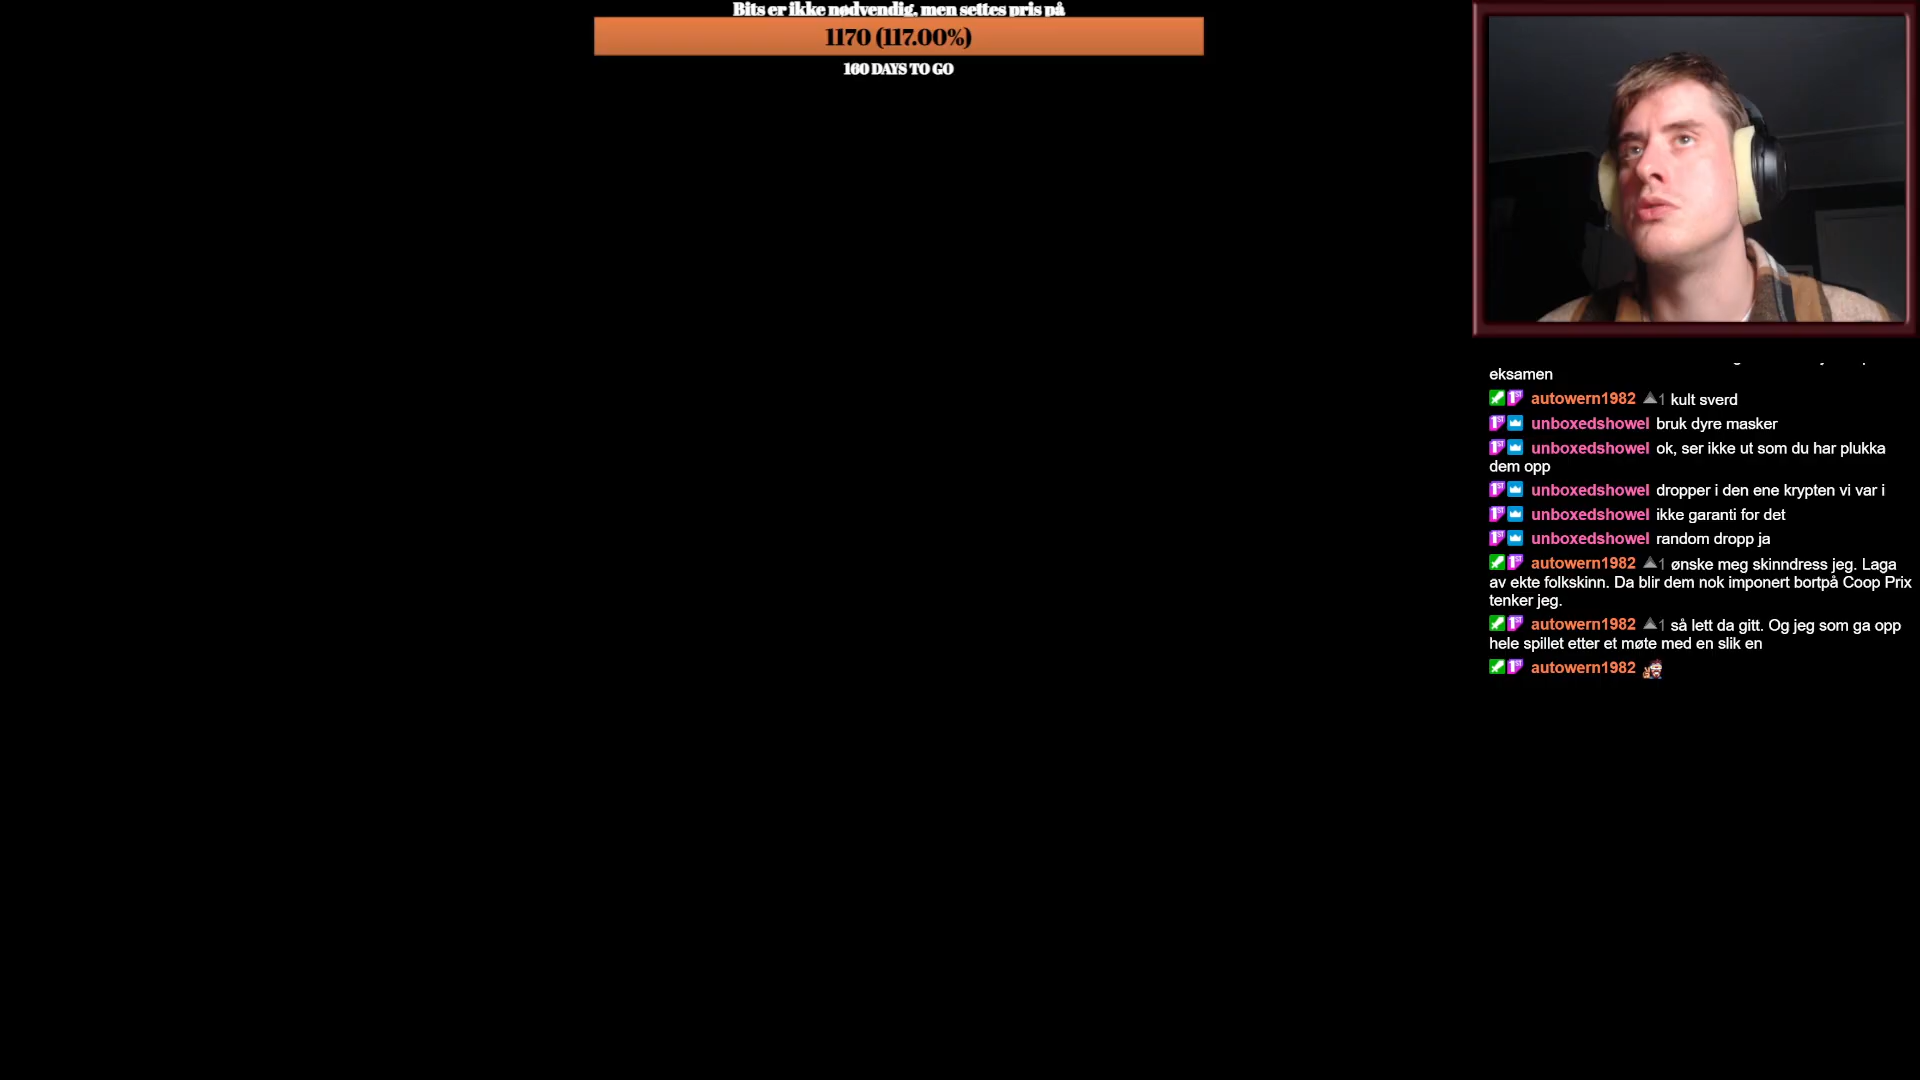 Bits er ikke nødvendig, men settes pris på
1170 (117.00%)
160 DAYS TO GO
eksamen
autowern1982 1 kult sverd
unboxedshowel bruk dyre masker
unboxedshowel ok, ser ikke ut som du har plukka
dem opp
unboxedshowel dropper i den ene krypten vi var i
unboxedshowel ikke garanti for det
unboxedshowel random dropp ja
autowern1982 1 ønske meg skinndress jeg. Laga
av ekte folkskinn. Da blir dem nok imponert bortpå Coop Prix
tenker jeg.
autowern1982 1 så lett da gitt. Og jeg som ga opp
hele spillet etter et møte med en slik en
autowern1982